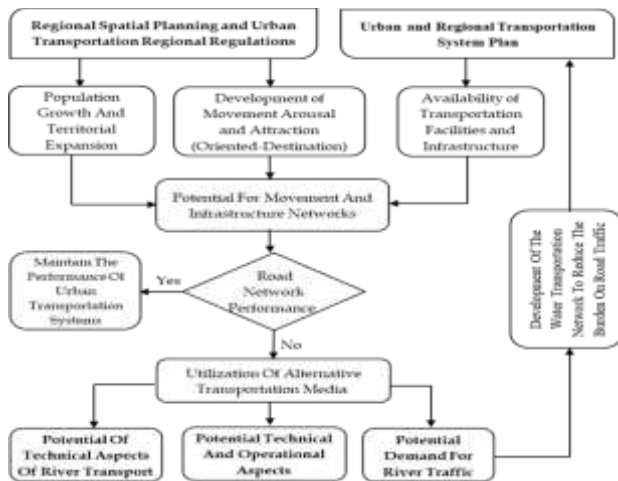 Regional Spatial Planning and Urban
Transportation Regional Regulations
Urban and Regional Transportation
System Plan
Population
Growth And
Territorial
Expansion
Development of
Movement Arousal
and Attraction
(Oriented-Destination)
Availability of
Transportation
Facilities and
Infrastructure
Potential For Movement And
Infrastructure Networks
Maintain The
Performance Of
Urban
Transportation
Systems
Yes
Road
Network
Performance
No
Utilization Of Alternative
Transportation Media
Potential Of
Technical Aspects
Of River Transport
Potential Technical
And Operational
Aspects
Potential
Demand For
River Traffic
Development Of The
Water Transportation
Network To Reduce The
Burden On Road Traffic